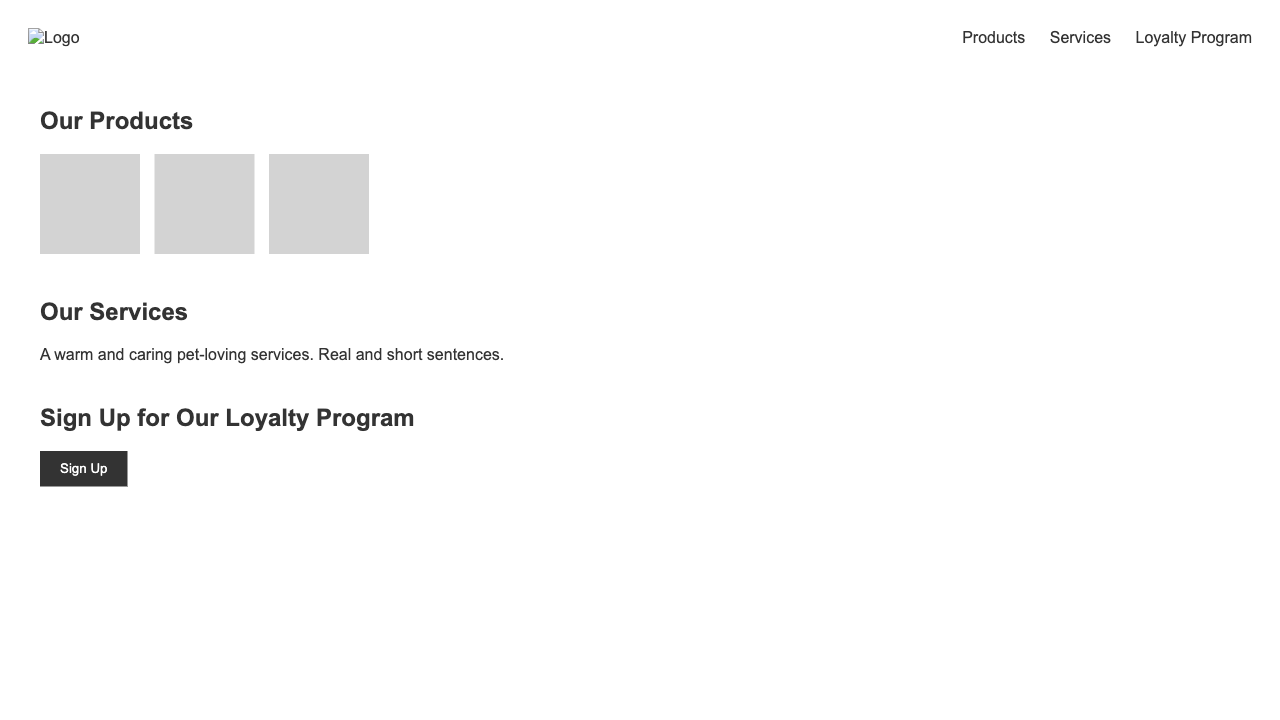 Logo
Products Services Loyalty Program
Our Products
Our Services
A warm and caring pet-loving services. Real and short sentences.
Sign Up for Our Loyalty Program
Sign Up